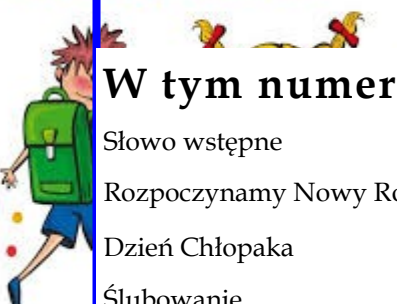 W tym numer
Słowo wstępne
Rozpoczynamy Nowy Ro
Dzień Chłopaka
Ślubowanie